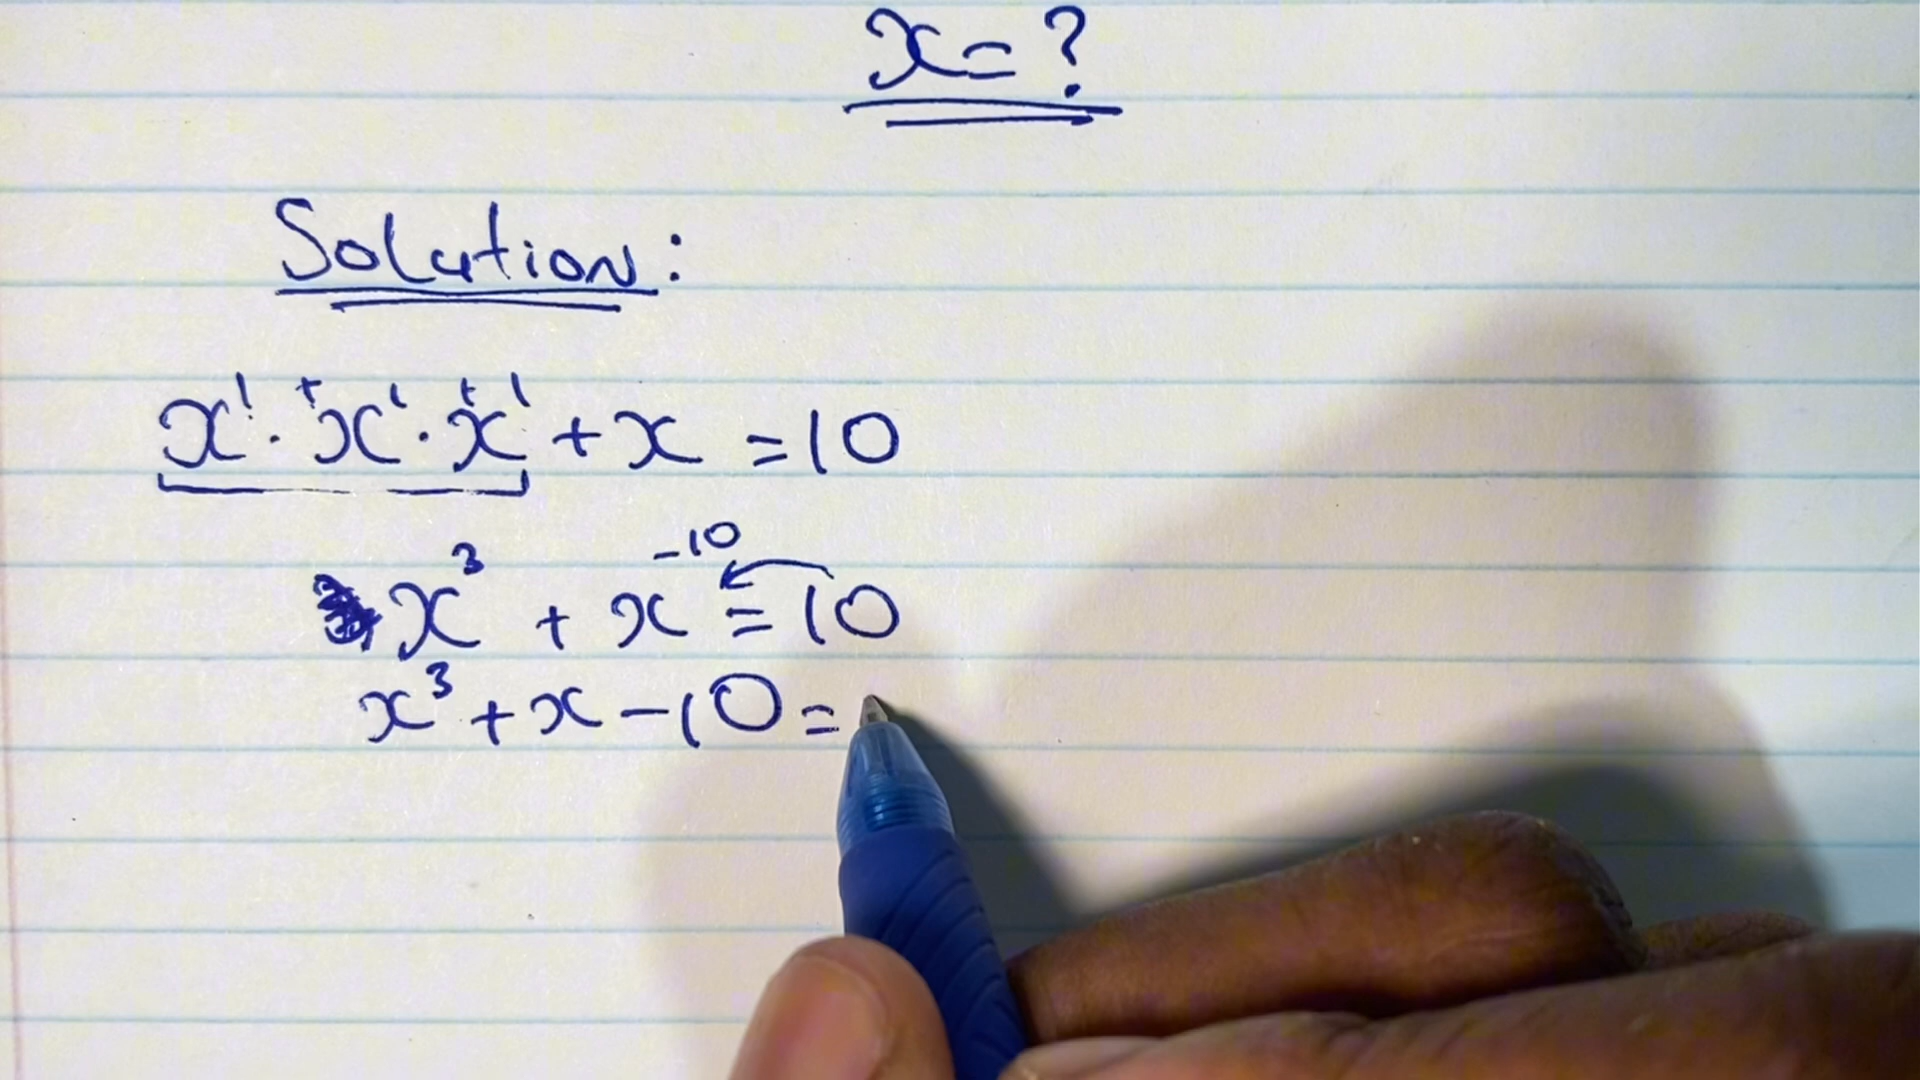 x = ?
Solution:
x¹ · ⁺x¹ · ⁺x¹ + x = 10
-10
x³ + x = 10
x³ + x - 10 =